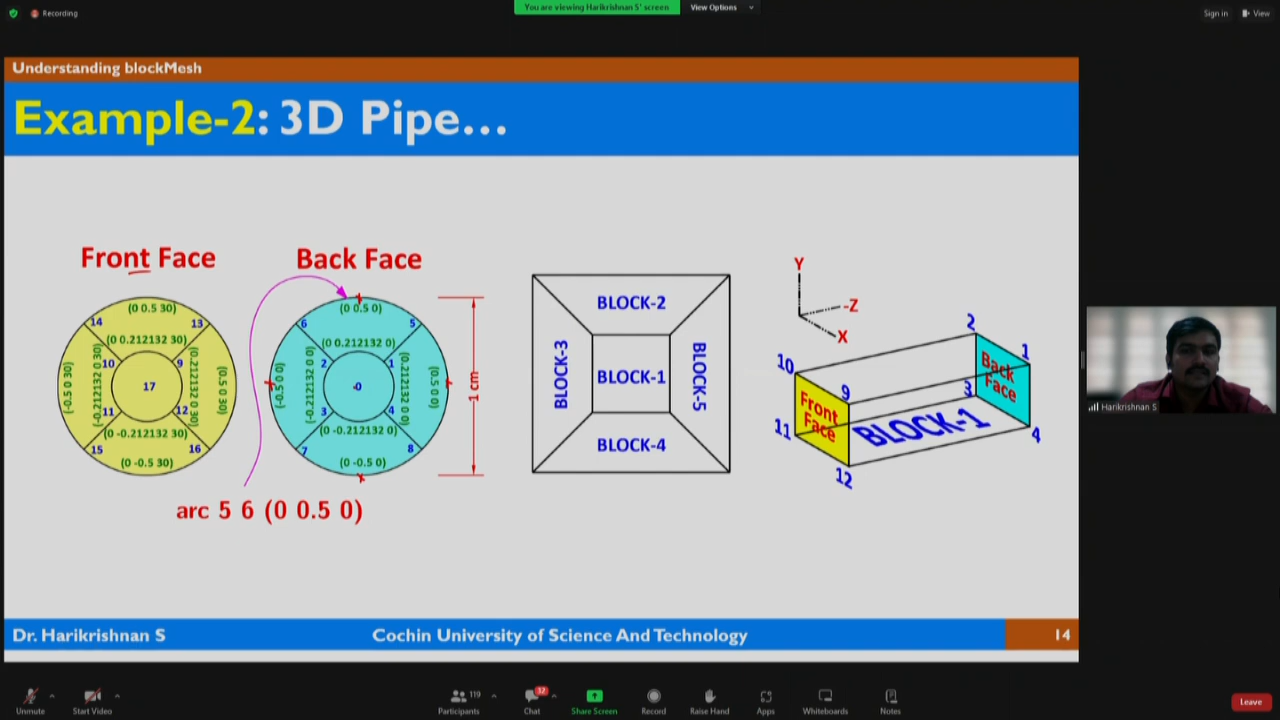 Recording
You are viewing Harikrishnan S' screen
View Options
Sign in
View
Understanding blockMesh
Example-2: 3D Pipe...
Front Face
(0 0.5 30)
14
13
(0 0.212132 30)
10
9
(-0.5 0 30)
(-0.212132 0 30)
17
(0.212132 0 30)
(0.5 0 30)
11
12
(0 -0.212132 30)
15
16
(0 -0.5 30)
Back Face
(0 0.5 0)
6
5
(0 0.212132 0)
2
1
(-0.5 0 0)
(-0.212132 0 0)
0
(0.212132 0 0)
(0.5 0 0)
3
4
(0 -0.212132 0)
7
8
(0 -0.5 0)
1 cm
arc 5 6 (0 0.5 0)
BLOCK-2
BLOCK-3
BLOCK-1
BLOCK-5
BLOCK-4
Y
-Z
X
2
1
10
9
3
Back
Face
Front
Face
11
BLOCK-1
4
12
Harikrishnan S
Dr. Harikrishnan S
Cochin University of Science And Technology
14
Unmute
Start Video
119
Participants
32
Chat
Share Screen
Record
Raise Hand
Apps
Whiteboards
Notes
Leave